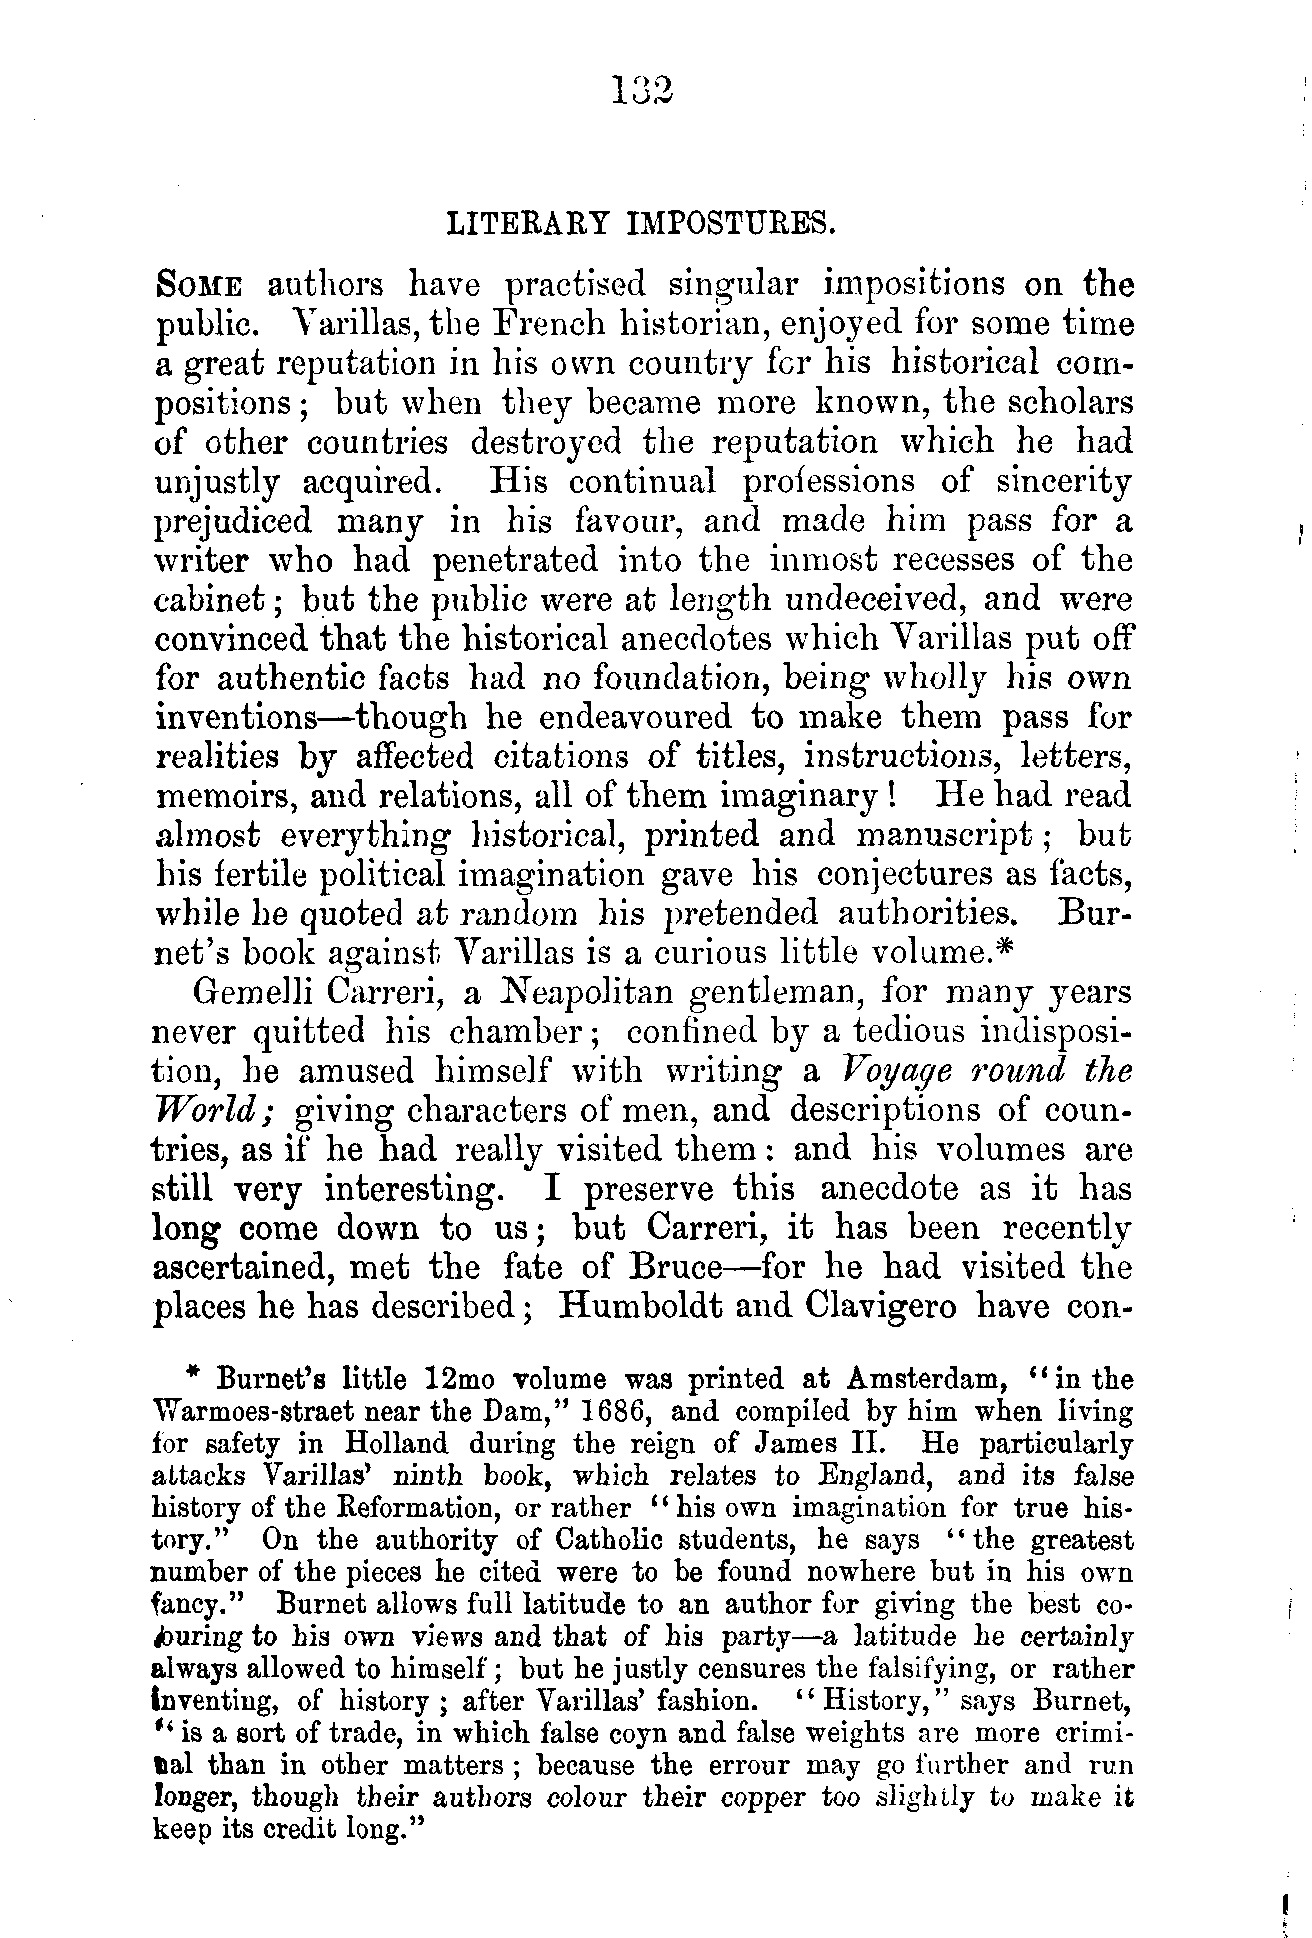 132
LITERARY IMPOSTURES.
SOME authors have practised singular impositions on the
public. Varillas, the French historian, enjoyed for some time
a great reputation in his own country for his historical com-
positions; but when they became more known, the scholars
of other countries destroyed the reputation which he had
unjustly acquired. His continual professions of sincerity
prejudiced many in his favour, and made him pass for a
writer who had penetrated into the inmost recesses of the
cabinet; but the public were at length undeceived, and were
convinced that the historical anecdotes which Varillas put off
for authentic facts had no foundation, being wholly his own
inventions—though he endeavoured to make them pass for
realities by affected citations of titles, instructions, letters,
memoirs, and relations, all of them imaginary! He had read
almost everything historical, printed and manuscript; but
his fertile political imagination gave his conjectures as facts,
while he quoted at random his pretended authorities. Bur-
net's book against Varillas is a curious little volume.*
Gemelli Carreri, a Neapolitan gentleman, for many years
never quitted his chamber; confined by a tedious indisposi-
tion, he amused himself with writing a Voyage round the
World; giving characters of men, and descriptions of coun-
tries, as if he had really visited them: and his volumes are
still very interesting. I preserve this anecdote as it has
long come down to us; but Carreri, it has been recently
ascertained, met the fate of Bruce—for he had visited the
places he has described; Humboldt and Clavigero have con-
* Burnet's little 12mo volume was printed at Amsterdam, "in the
Warmoes-straet near the Dam," 1686, and compiled by him when living
for safety in Holland during the reign of James II. He particularly
attacks Varillas' ninth book, which relates to England, and its false
history of the Reformation, or rather "his own imagination for true his-
tory." On the authority of Catholic students, he says "the greatest
number of the pieces he cited were to be found nowhere but in his own
fancy." Burnet allows full latitude to an author for giving the best co-
louring to his own views and that of his party—a latitude he certainly
always allowed to himself; but he justly censures the falsifying, or rather
inventing, of history; after Varillas' fashion. "History," says Burnet,
"is a sort of trade, in which false coyn and false weights are more crimi-
nal than in other matters; because the errour may go further and run
longer, though their authors colour their copper too slightly to make it
keep its credit long."